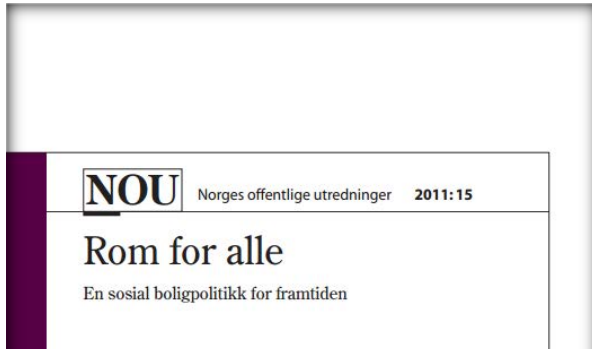 NOU Norges offentlige utredninger 2011: 15
Rom for alle
En sosial boligpolitikk for framtiden